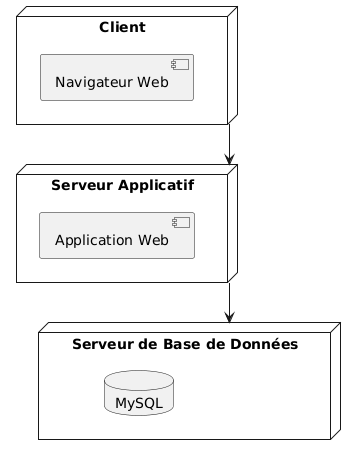 Client
Navigateur Web
Serveur Applicatif
Application Web
Serveur de Base de Données
MySQL